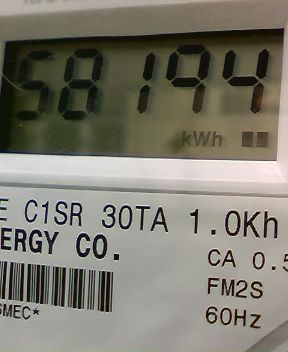 58194
kWh
E C1SR 30TA 1.0Kh
ERGY CO.
CA 0.5
FM2S
60Hz
SMEC*